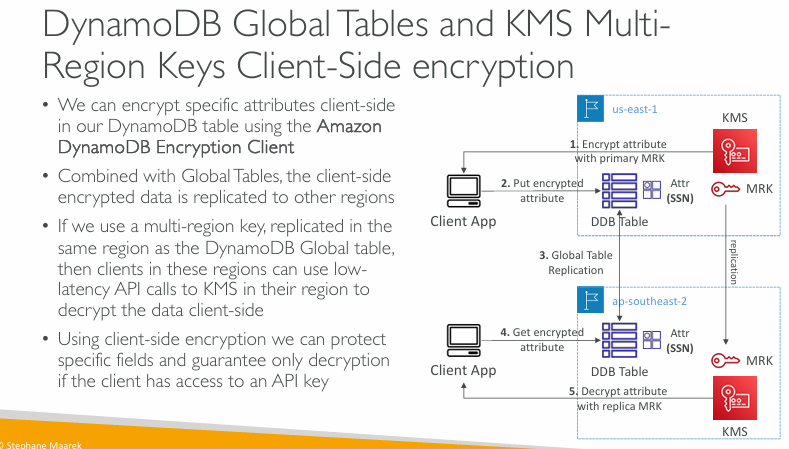 DynamoDB Global Tables and KMS Multi-
Region Keys Client-Side encryption
• We can encrypt specific attributes client-side
in our DynamoDB table using the Amazon
DynamoDB Encryption Client
• Combined with Global Tables, the client-side
encrypted data is replicated to other regions
• If we use a multi-region key, replicated in the
same region as the DynamoDB Global table,
then clients in these regions can use low-
latency API calls to KMS in their region to
decrypt the data client-side
• Using client-side encryption we can protect
specific fields and guarantee only decryption
if the client has access to an API key
us-east-1
KMS
1. Encrypt attribute
with primary MRK
2. Put encrypted
attribute
Attr
(SSN)
MRK
Client App
DDB Table
3. Global Table
Replication
replication
ap-southeast-2
4. Get encrypted
attribute
Attr
(SSN)
MRK
Client App
DDB Table
5. Decrypt attribute
with replica MRK
KMS
© Stephane Maarek